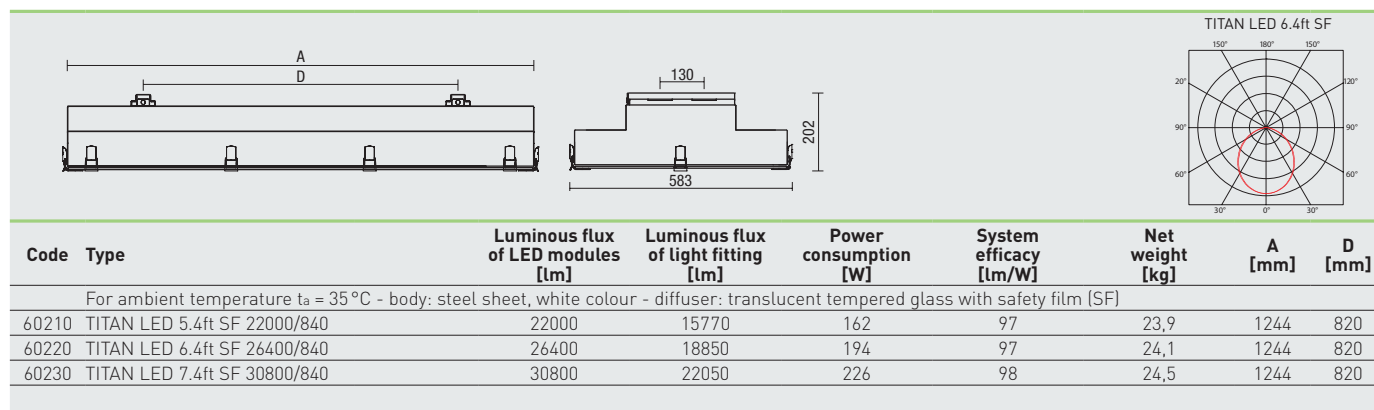 TITAN LED 6.4ft SF
150° 180° 150°
20° 120°
90° 90°
60° 60°
30° 0° 30°
A
D
130
202
583
Code Type Luminous flux of LED modules [lm] Luminous flux of light fitting [lm] Power consumption [W] System efficacy [lm/W] Net weight [kg] A [mm] D [mm]
For ambient temperature ta = 35°C - body: steel sheet, white colour - diffuser: translucent tempered glass with safety film (SF)
60210 TITAN LED 5.4ft SF 22000/840 22000 15770 162 97 23,9 1244 820
60220 TITAN LED 6.4ft SF 26400/840 26400 18850 194 97 24,1 1244 820
60230 TITAN LED 7.4ft SF 30800/840 30800 22050 226 98 24,5 1244 820